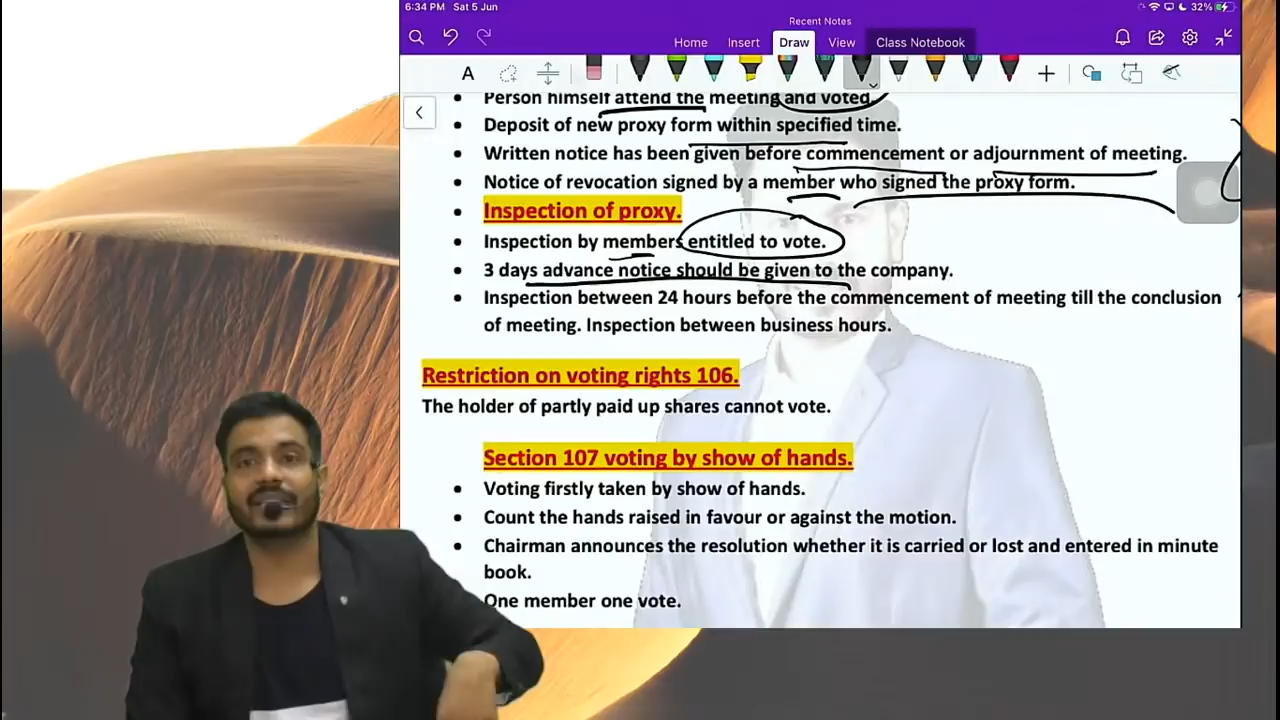 6:34 PM Sat 5 Jun
32%
Recent Notes
Home Insert Draw View Class Notebook
A
• Person himself attend the meeting and voted.
• Deposit of new proxy form within specified time.
• Written notice has been given before commencement or adjournment of meeting.
• Notice of revocation signed by a member who signed the proxy form.
• Inspection of proxy.
• Inspection by members entitled to vote.
• 3 days advance notice should be given to the company.
• Inspection between 24 hours before the commencement of meeting till the conclusion
of meeting. Inspection between business hours.
Restriction on voting rights 106.
The holder of partly paid up shares cannot vote.
Section 107 voting by show of hands.
• Voting firstly taken by show of hands.
• Count the hands raised in favour or against the motion.
• Chairman announces the resolution whether it is carried or lost and entered in minute
book.
One member one vote.